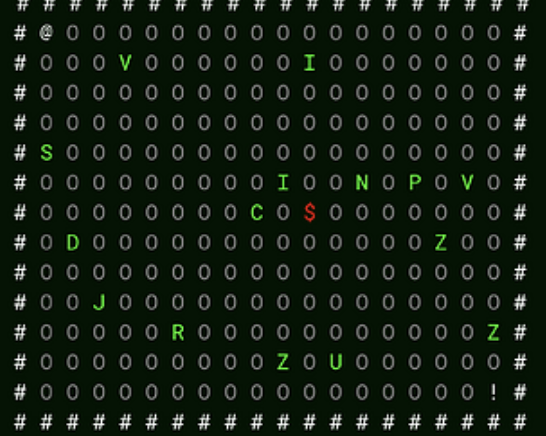 # # # # # # # # # # # # # # # # # # # #
# @ 0 0 0 0 0 0 0 0 0 0 0 0 0 0 0 0 0 #
# 0 0 0 V 0 0 0 0 0 0 I 0 0 0 0 0 0 0 #
# 0 0 0 0 0 0 0 0 0 0 0 0 0 0 0 0 0 0 #
# 0 0 0 0 0 0 0 0 0 0 0 0 0 0 0 0 0 0 #
# S 0 0 0 0 0 0 0 0 0 0 0 0 0 0 0 0 0 #
# 0 0 0 0 0 0 0 0 0 I 0 0 N 0 P 0 V 0 #
# 0 0 0 0 0 0 0 0 C 0 $ 0 0 0 0 0 0 0 #
# 0 D 0 0 0 0 0 0 0 0 0 0 0 0 0 Z 0 0 #
# 0 0 0 0 0 0 0 0 0 0 0 0 0 0 0 0 0 0 #
# 0 0 J 0 0 0 0 0 0 0 0 0 0 0 0 0 0 0 #
# 0 0 0 0 0 R 0 0 0 0 0 0 0 0 0 0 0 Z #
# 0 0 0 0 0 0 0 0 0 Z 0 U 0 0 0 0 0 0 #
# 0 0 0 0 0 0 0 0 0 0 0 0 0 0 0 0 0 ! #
# # # # # # # # # # # # # # # # # # # #